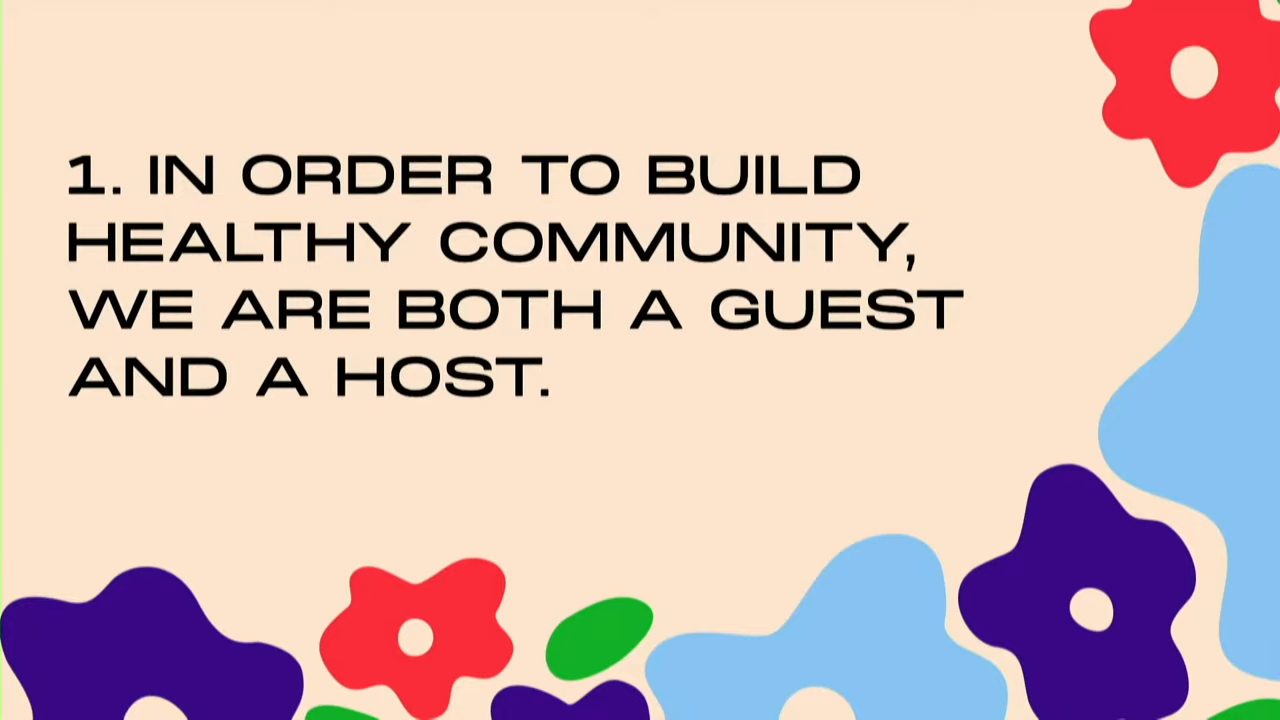 1. IN ORDER TO BUILD
HEALTHY COMMUNITY,
WE ARE BOTH A GUEST
AND A HOST.